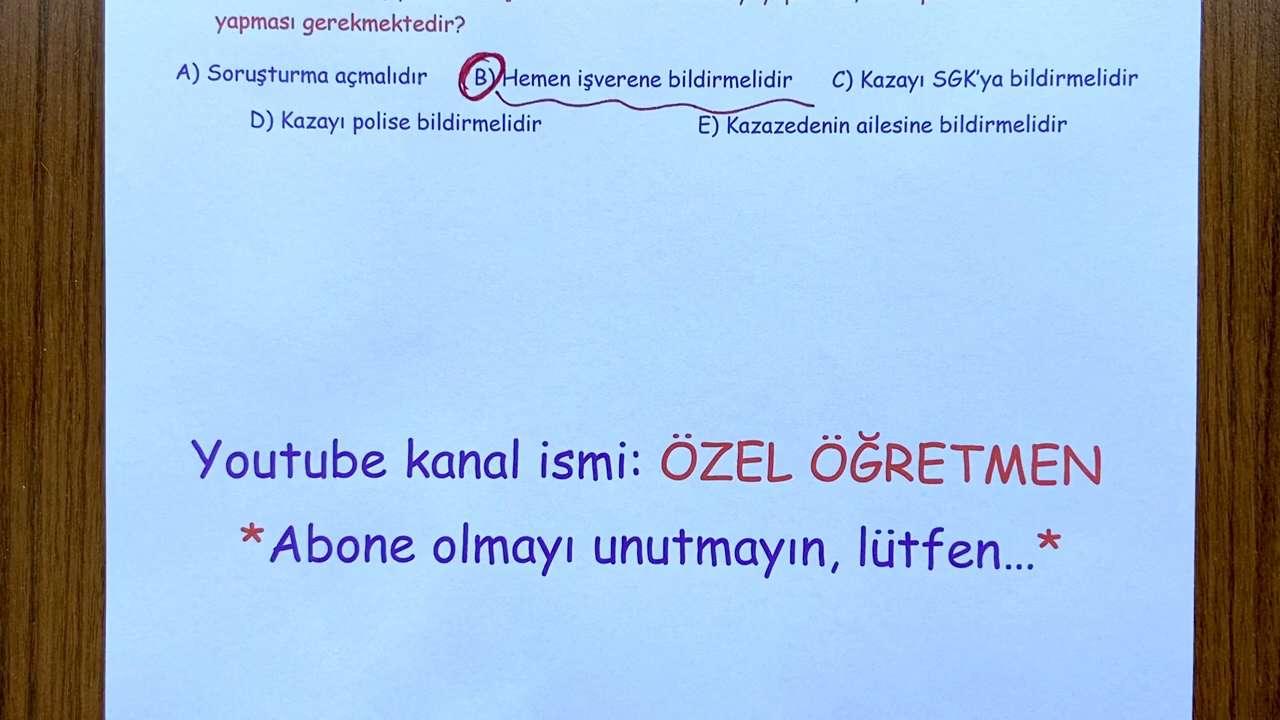 yapması gerekmektedir?
A) Soruşturma açmalıdır B) Hemen işverene bildirmelidir C) Kazayı SGK'ya bildirmelidir
D) Kazayı polise bildirmelidir E) Kazazedenin ailesine bildirmelidir
Youtube kanal ismi: ÖZEL ÖĞRETMEN
*Abone olmayı unutmayın, lütfen...*